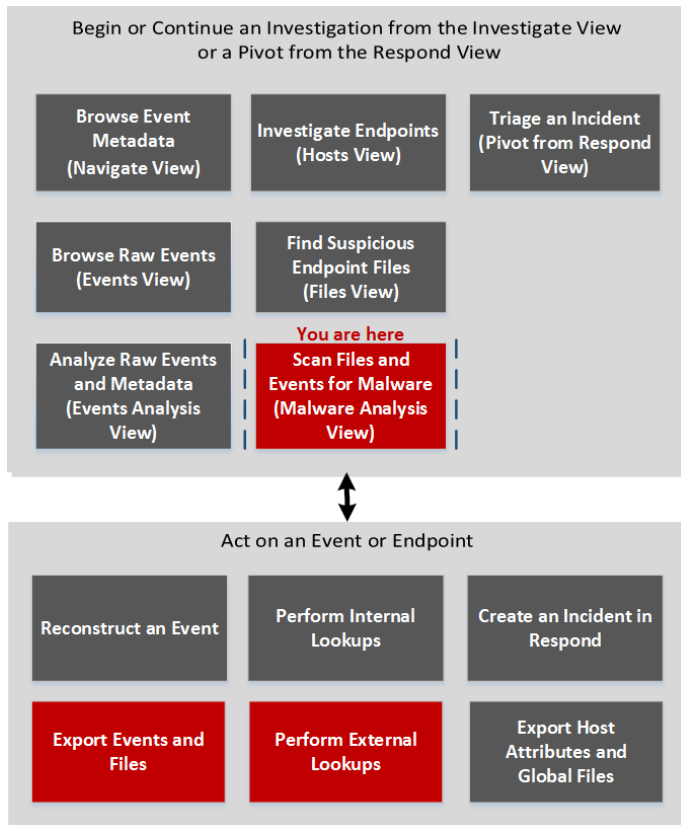 Begin or Continue an Investigation from the Investigate View
or a Pivot from the Respond View
Browse Event
Metadata
(Navigate View)
Investigate Endpoints
(Hosts View)
Triage an Incident
(Pivot from Respond
View)
Browse Raw Events
(Events View)
Find Suspicious
Endpoint Files
(Files View)
Analyze Raw Events
and Metadata
(Events Analysis
View)
You are here
Scan Files and
Events for Malware
(Malware Analysis
View)
Act on an Event or Endpoint
Reconstruct an Event
Perform Internal
Lookups
Create an Incident in
Respond
Export Events and
Files
Perform External
Lookups
Export Host
Attributes and
Global Files